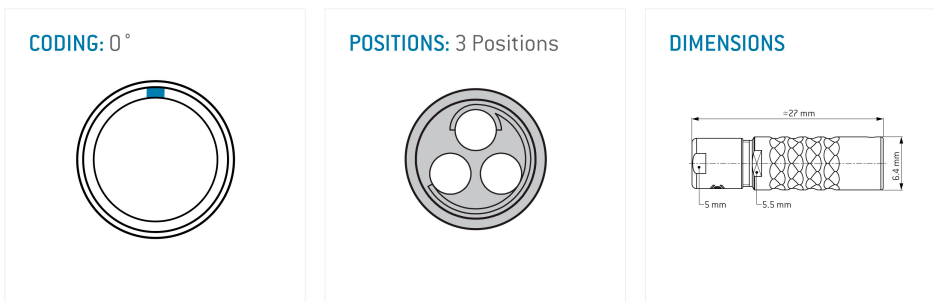 CODING: 0°
POSITIONS: 3 Positions
DIMENSIONS
≈27 mm
6.4 mm
5 mm
5.5 mm